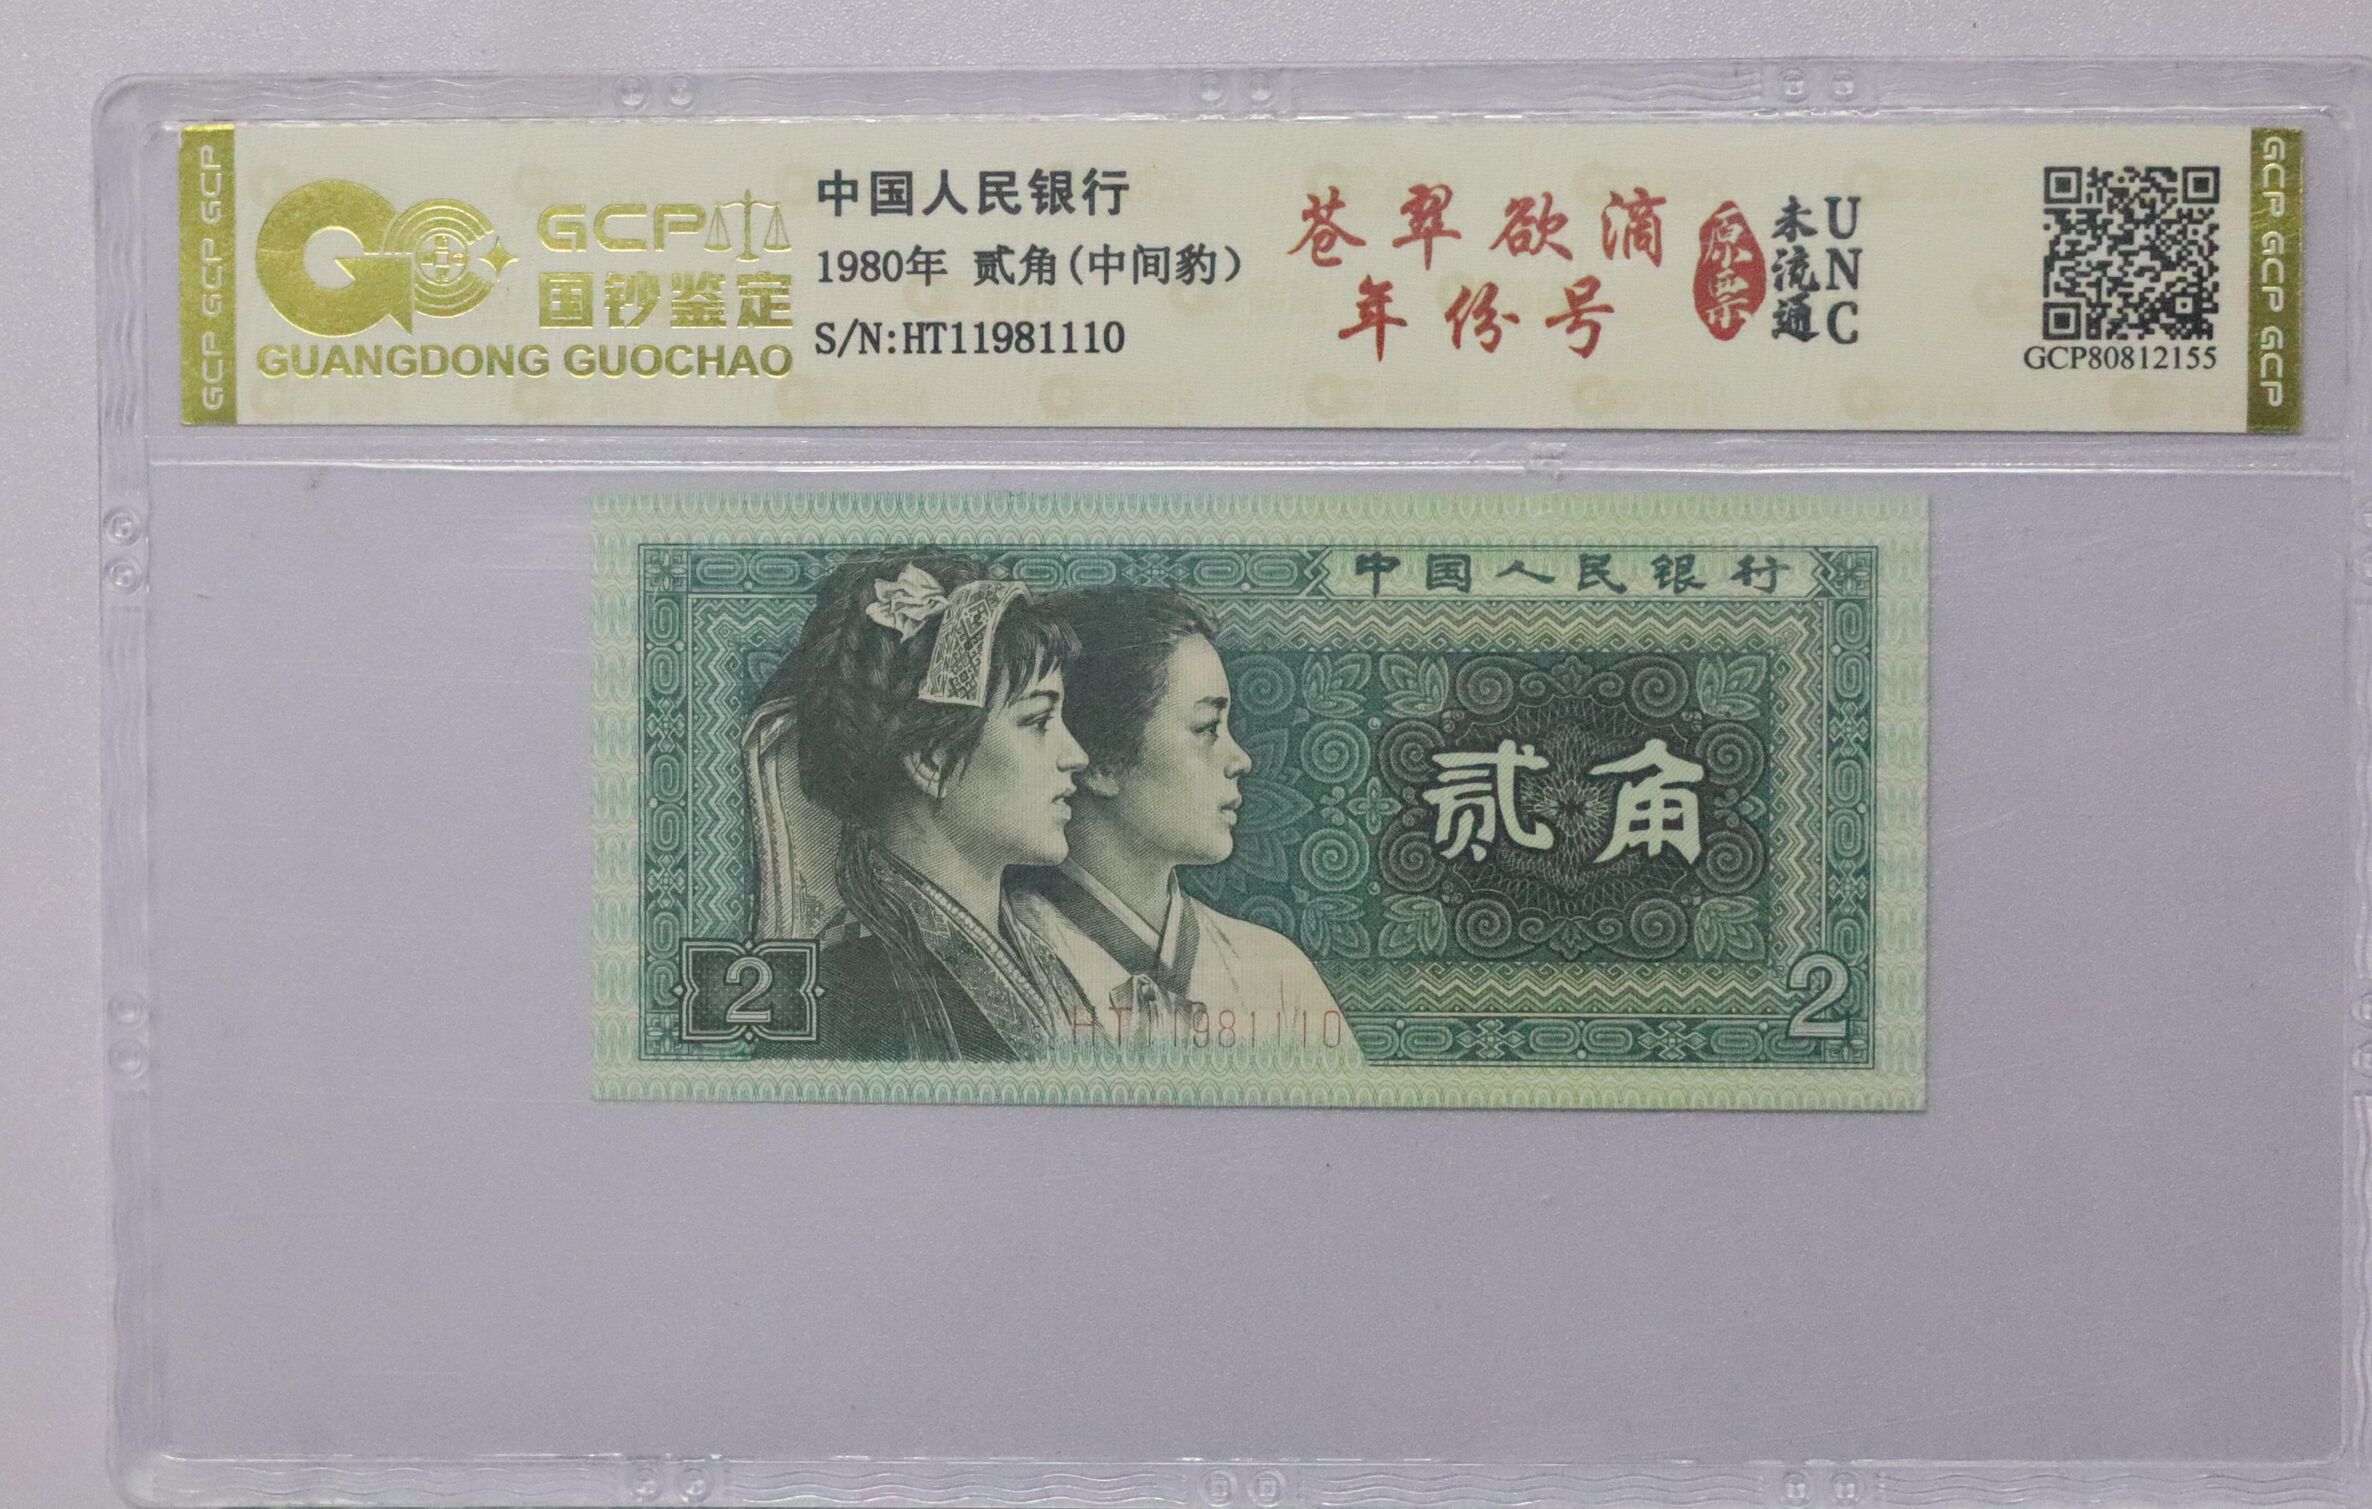 GCP GCP GCP
GCP
国钞鉴定
GUANGDONG GUOCHAO
中国人民银行
1980年 贰角(中间豹)
S/N:HT11981110
苍翠欲滴
年份号
原票
未流通
UNC
GCP80812155
GCP GCP GCP
中国人民银行
贰角
2
HT11981110
2